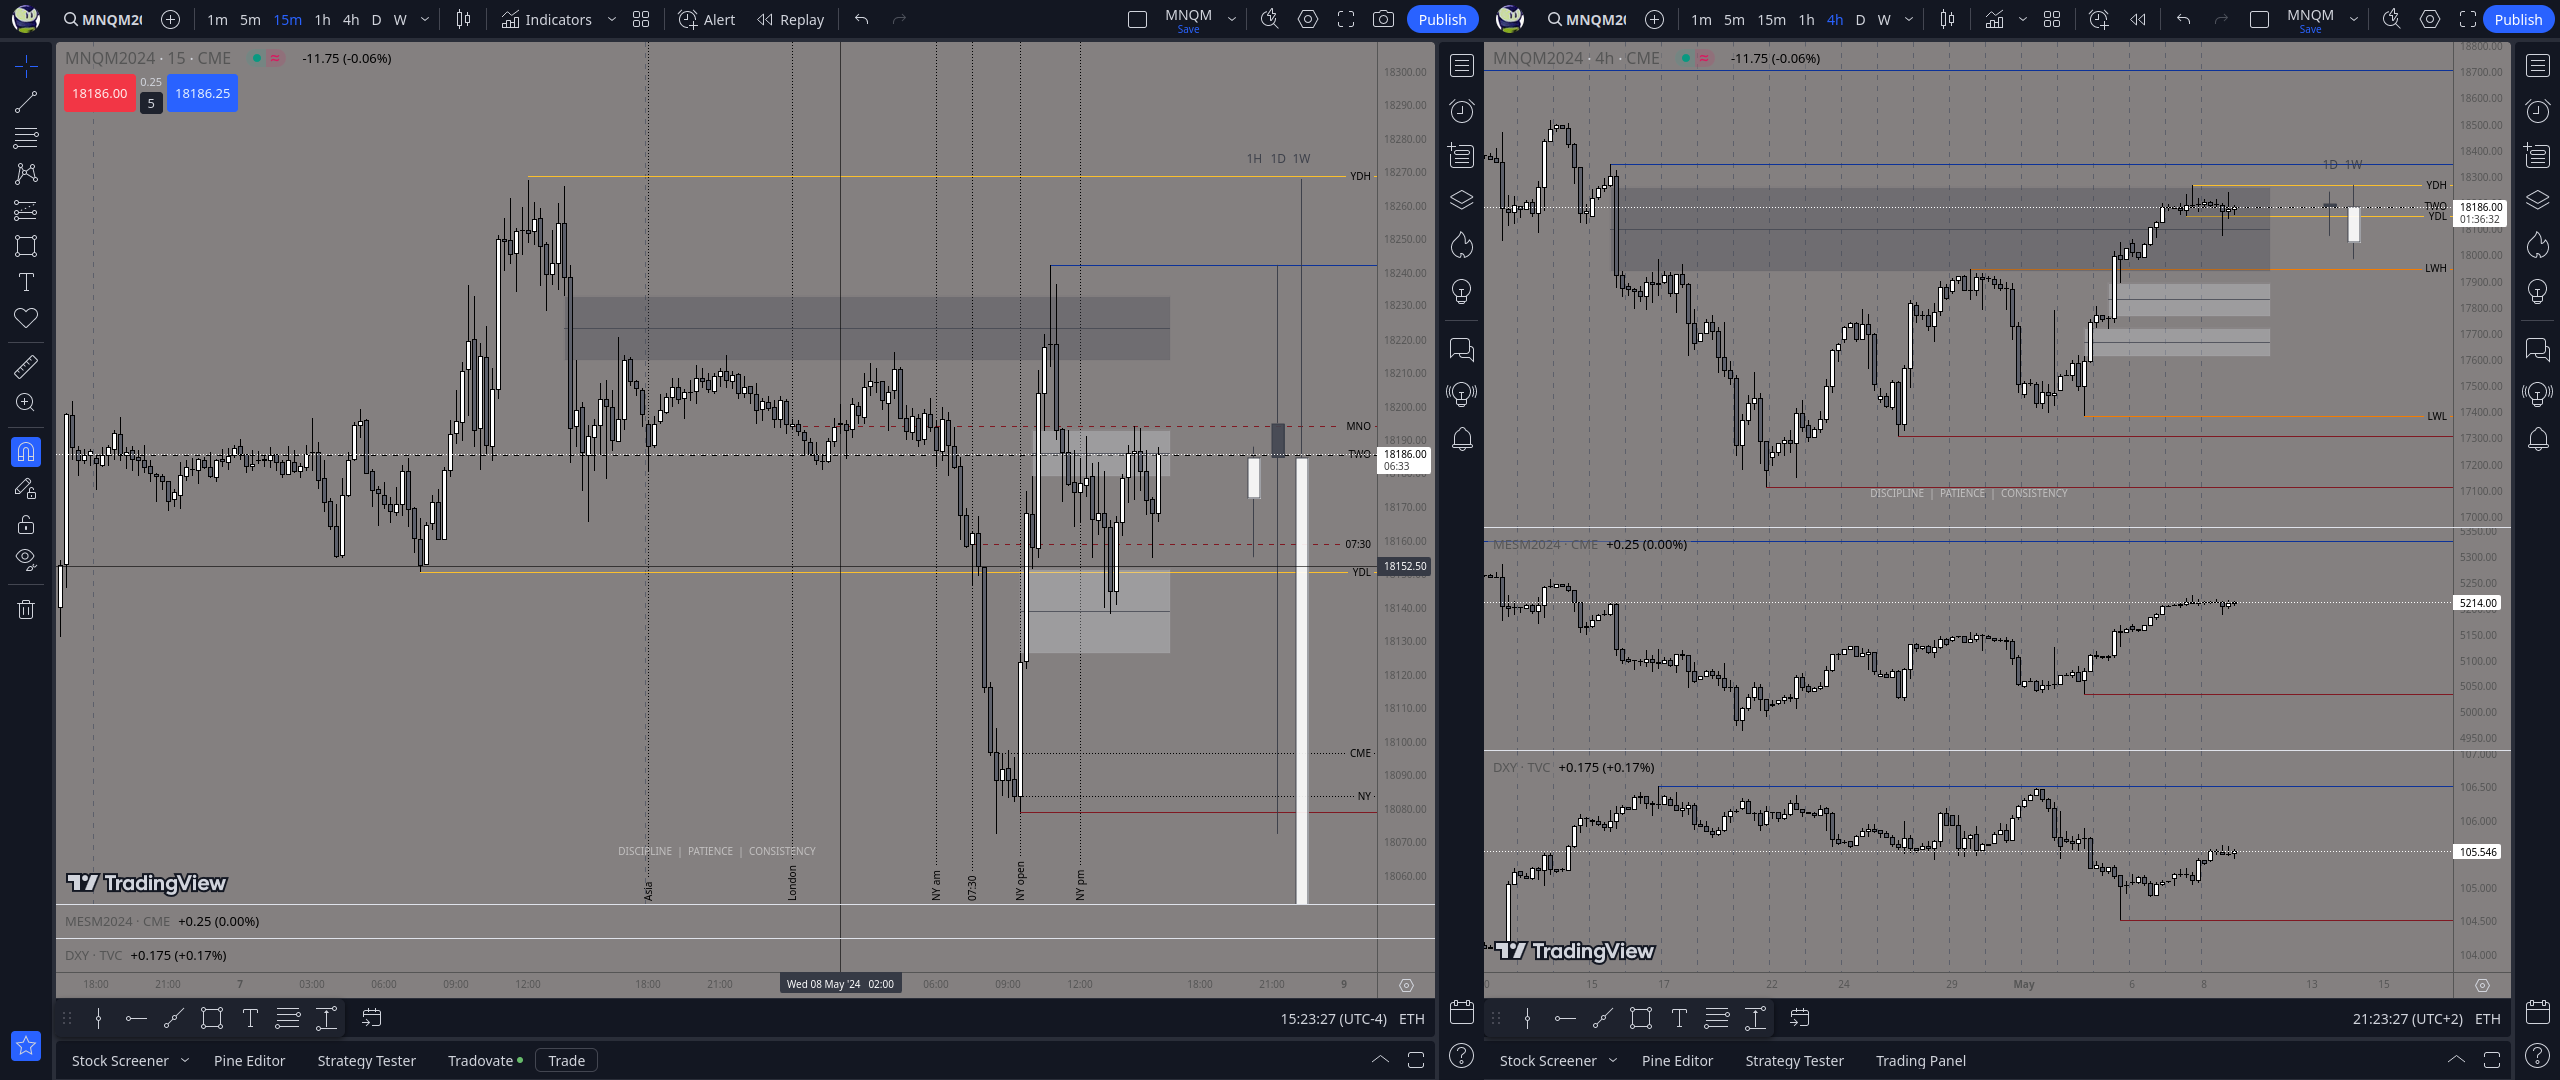 MNQM20 1m 5m 15m 1h 4h D W Indicators Alert Replay MNQM Save Publish
MNQM2024 · 15 · CME -11.75 (-0.06%)
18186.00 0.25 5 18186.25
1H 1D 1W
YDH
MNO
TWO
07:30
YDL
CME
NY
18300.00
18290.00
18280.00
18270.00
18260.00
18250.00
18240.00
18230.00
18220.00
18210.00
18200.00
18190.00
18186.00
06:33
18170.00
18160.00
18152.50
18140.00
18130.00
18120.00
18110.00
18100.00
18090.00
18080.00
18070.00
18060.00
DISCIPLINE | PATIENCE | CONSISTENCY
Asia London NY am 07:30 NY open NY pm
TradingView
MESM2024 · CME +0.25 (0.00%)
DXY · TVC +0.175 (+0.17%)
18:00 21:00 7 03:00 06:00 09:00 12:00 18:00 21:00 Wed 08 May '24 02:00 06:00 09:00 12:00 18:00 21:00 9
15:23:27 (UTC-4) ETH
Stock Screener Pine Editor Strategy Tester Tradovate Trade
MNQM20 1m 5m 15m 1h 4h D W MNQM Save Publish
MNQM2024 · 4h · CME -11.75 (-0.06%)
1D 1W
YDH
TWO
YDL
LWH
LWL
18800.00
18700.00
18600.00
18500.00
18400.00
18300.00
18186.00
01:36:32
18100.00
18000.00
17900.00
17800.00
17700.00
17600.00
17500.00
17400.00
17300.00
17200.00
17100.00
17000.00
DISCIPLINE | PATIENCE | CONSISTENCY
MESM2024 · CME +0.25 (0.00%)
5350.00
5300.00
5250.00
5214.00
5150.00
5100.00
5050.00
5000.00
4950.00
DXY · TVC +0.175 (+0.17%)
107.000
106.500
106.000
105.546
105.000
104.500
104.000
TradingView
15 17 22 24 29 May 6 8 13 15
21:23:27 (UTC+2) ETH
Stock Screener Pine Editor Strategy Tester Trading Panel